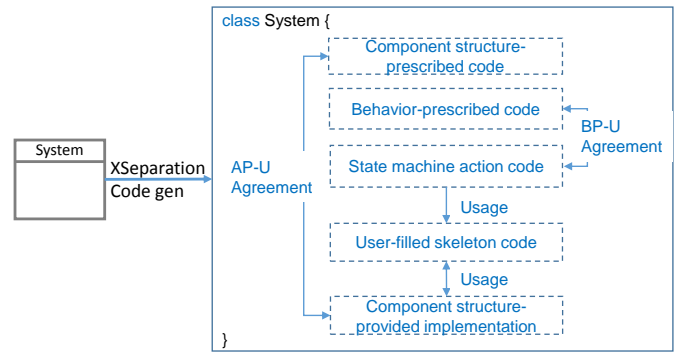 class System {
Component structure-
prescribed code
Behavior-prescribed code
BP-U
Agreement
System
XSeparation
Code gen
AP-U
Agreement
State machine action code
Usage
User-filled skeleton code
Usage
Component structure-
provided implementation
}